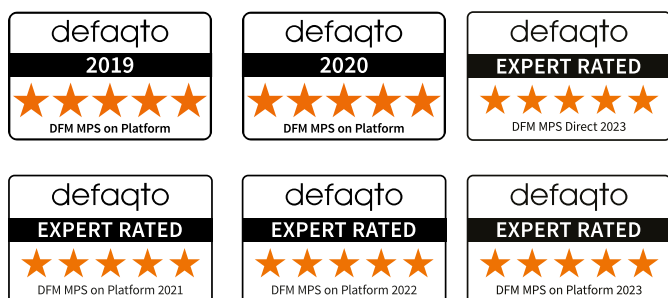 defaqto
2019
DFM MPS on Platform
defaqto
2020
DFM MPS on Platform
defaqto
EXPERT RATED
DFM MPS Direct 2023
defaqto
EXPERT RATED
DFM MPS on Platform 2021
defaqto
EXPERT RATED
DFM MPS on Platform 2022
defaqto
EXPERT RATED
DFM MPS on Platform 2023